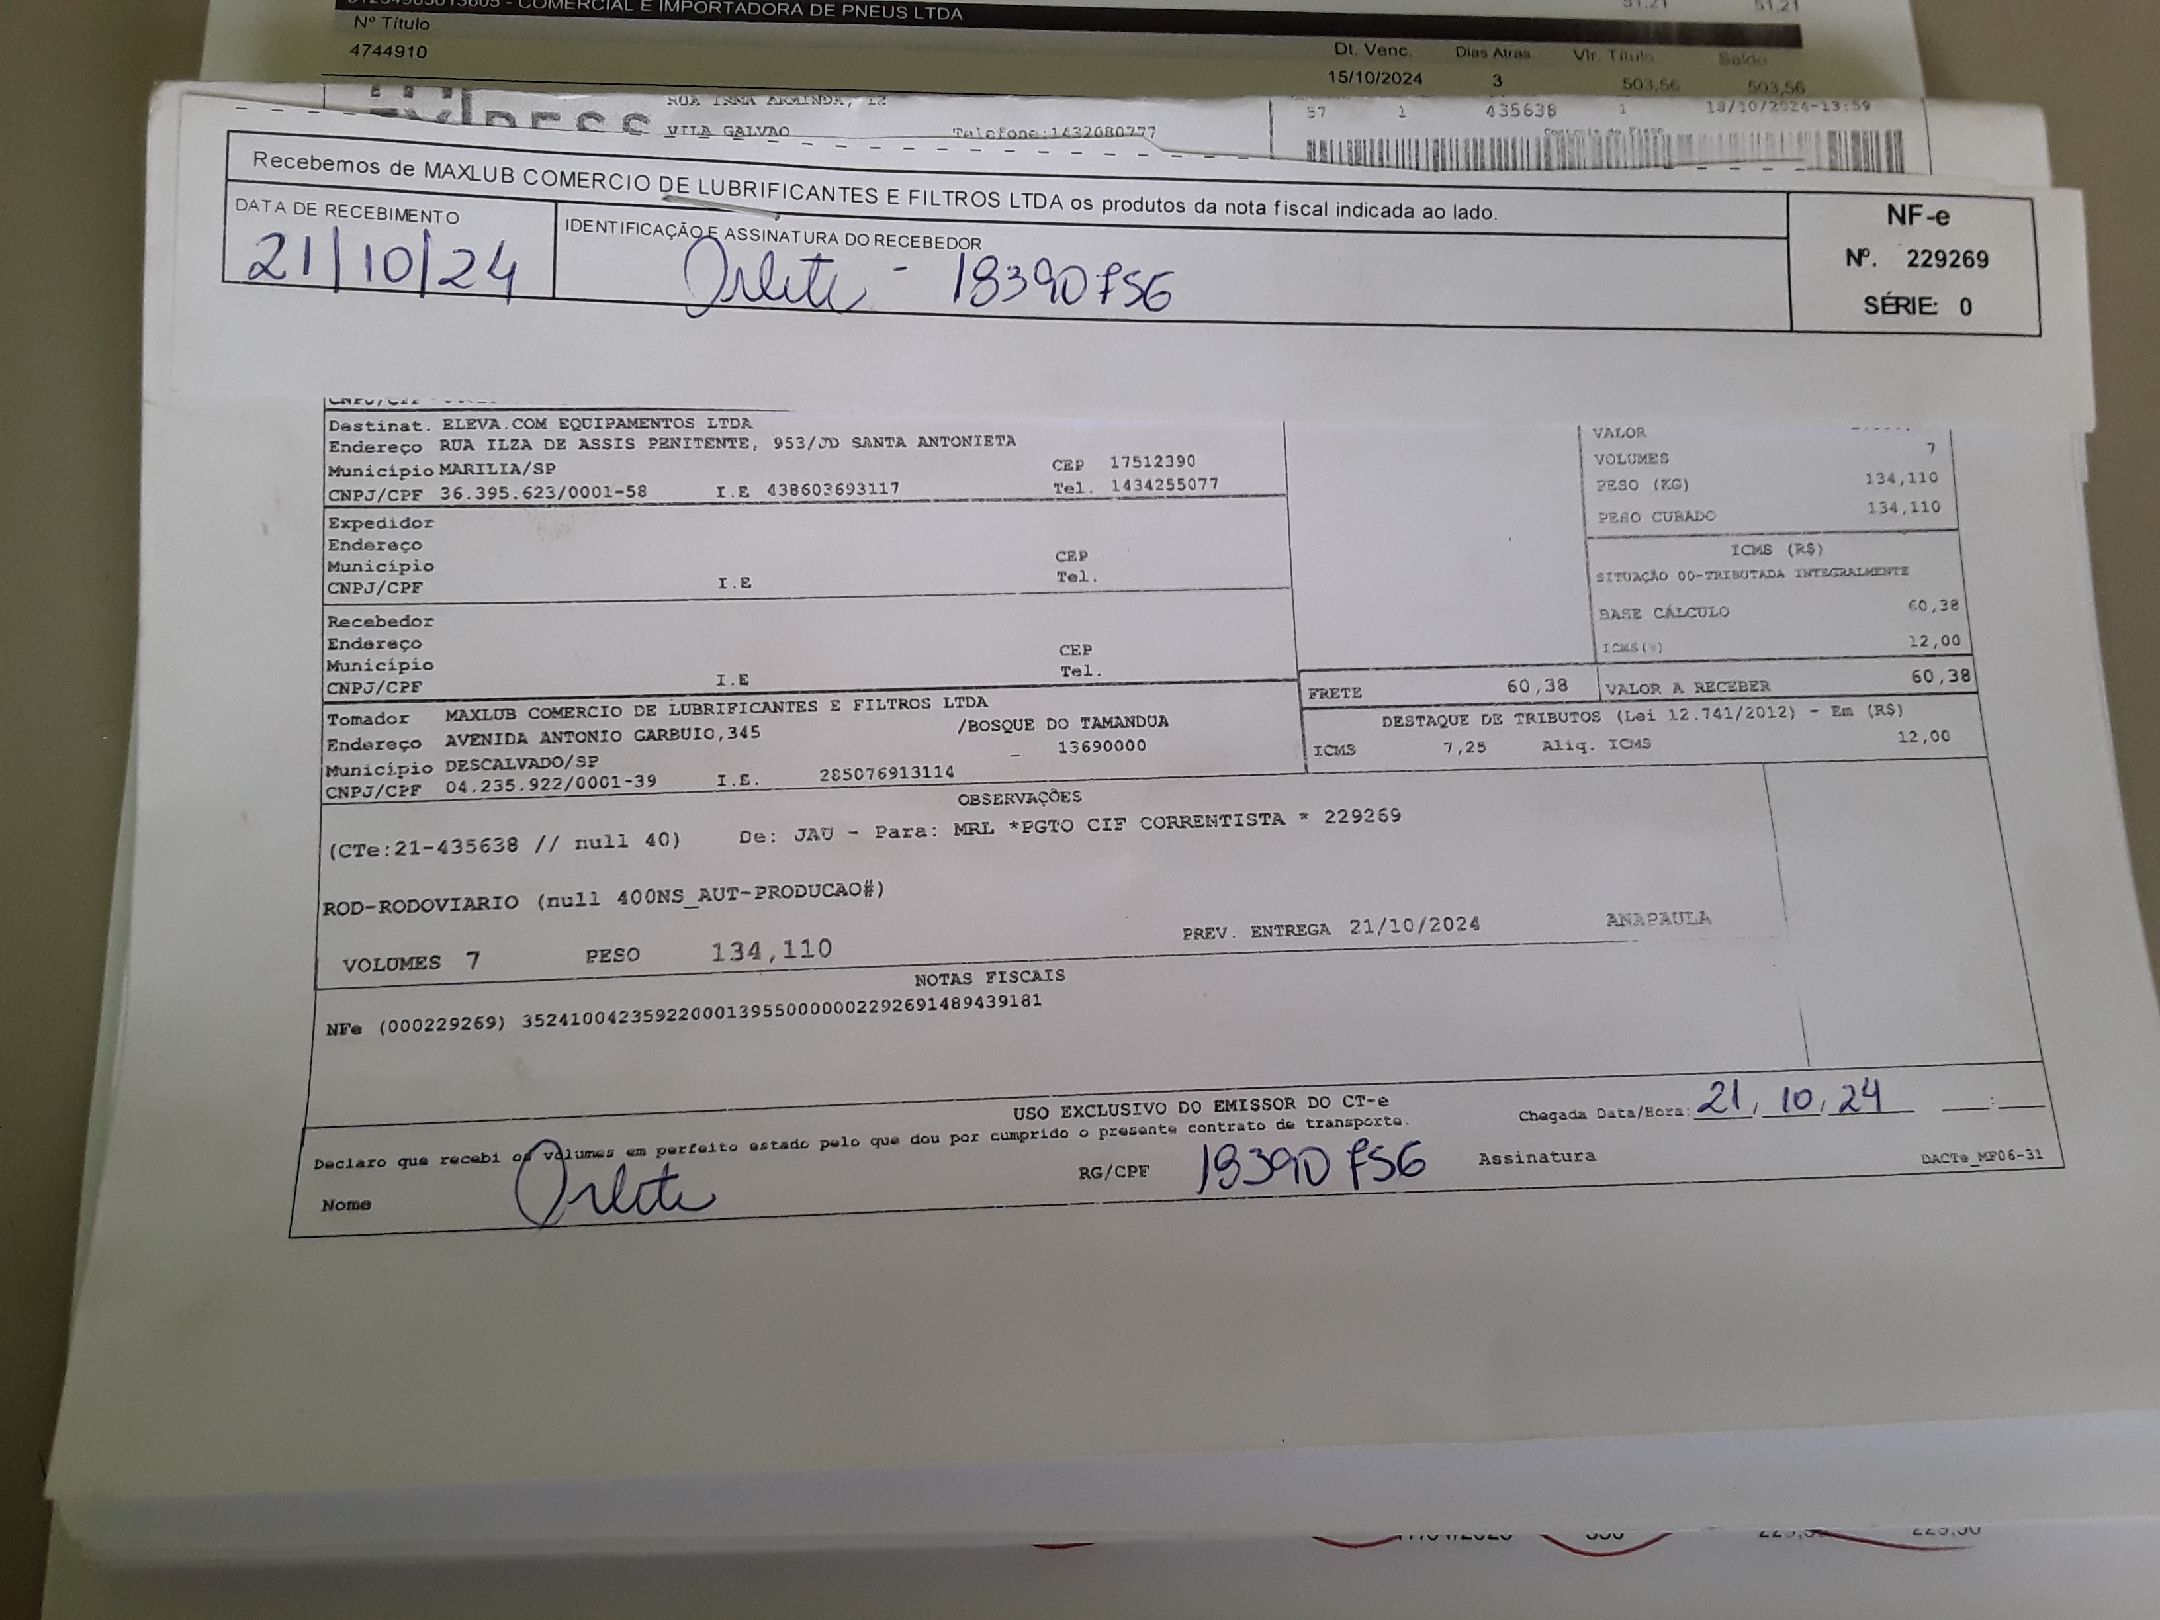 COMERCIAL E IMPORTADORA DE PNEUS LTDA
51,21 51,21
Nº Título Dt. Venc. Dias Atras. Vlr. Título Saldo
4744910 15/10/2024 3 503,56 503,56
VILA GALVAO Telefone:1432080777
57 1 435638 1 18/10/2024-13:59
Recebemos de MAXLUB COMERCIO DE LUBRIFICANTES E FILTROS LTDA os produtos da nota fiscal indicada ao lado.
DATA DE RECEBIMENTO IDENTIFICAÇÃO E ASSINATURA DO RECEBEDOR
21/10/24
NF-e
Nº. 229269
SÉRIE: 0
Destinat. ELEVA.COM EQUIPAMENTOS LTDA
Endereço RUA ILZA DE ASSIS PENITENTE, 953/JD SANTA ANTONIETA
Município MARILIA/SP CEP 17512390
CNPJ/CPF 36.395.623/0001-58 I.E 438603693117 Tel. 1434255077
Expedidor
Endereço
Município CEP
CNPJ/CPF I.E Tel.
Recebedor
Endereço
Município CEP
CNPJ/CPF I.E Tel.
Tomador MAXLUB COMERCIO DE LUBRIFICANTES E FILTROS LTDA
Endereço AVENIDA ANTONIO GARBUIO,345 /BOSQUE DO TAMANDUA
Município DESCALVADO/SP - 13690000
CNPJ/CPF 04.235.922/0001-39 I.E. 285076913114
VALOR
VOLUMES 7
PESO (KG) 134,110
PESO CUBADO 134,110
ICMS (R$)
SITUAÇÃO 00-TRIBUTADA INTEGRALMENTE
BASE CÁLCULO 60,38
ICMS(%) 12,00
FRETE 60,38 VALOR A RECEBER 60,38
DESTAQUE DE TRIBUTOS (Lei 12.741/2012) - Em (R$)
ICMS 7,25 Aliq. ICMS 12,00
OBSERVAÇÕES
(CTe:21-435638 // null 40) De: JAU - Para: MRL *PGTO CIF CORRENTISTA * 229269
ROD-RODOVIARIO (null 400NS_AUT-PRODUCAO#)
VOLUMES 7 PESO 134,110 PREV. ENTREGA 21/10/2024 ANAPAULA
NOTAS FISCAIS
NFe (000229269) 35241004235922000139550000002292691489439181
USO EXCLUSIVO DO EMISSOR DO CT-e
Declaro que recebi os volumes em perfeito estado pelo que dou por cumprido o presente contrato de transporte.
Chegada Data/Hora: 21, 10, 24 :
Nome RG/CPF Assinatura
DACTe_MF06-31